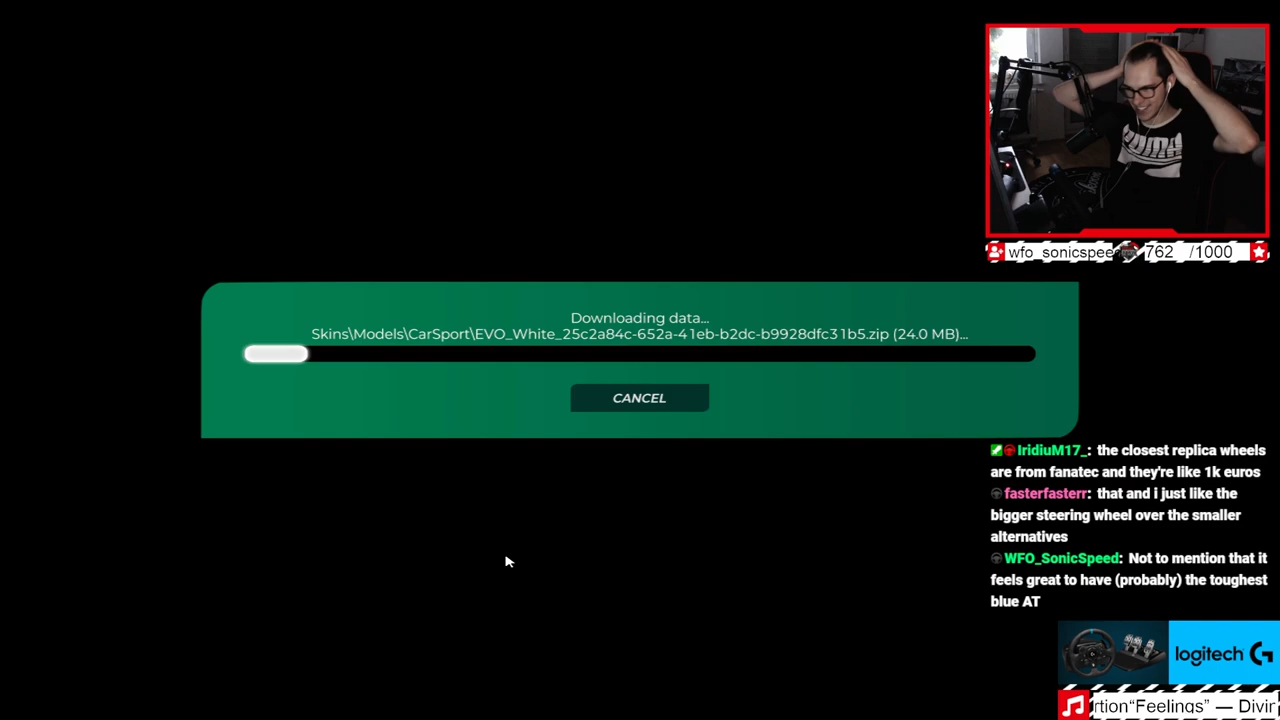 wfo_sonicspee 762 /1000
Downloading data...
Skins\Models\CarSport\EVO_White_25c2a84c-652a-41eb-b2dc-b9928dfc31b5.zip (24.0 MB)...
CANCEL
IridiuM17_: the closest replica wheels
are from fanatec and they're like 1k euros
fasterfasterr: that and i just like the
bigger steering wheel over the smaller
alternatives
WFO_SonicSpeed: Not to mention that it
feels great to have (probably) the toughest
blue AT
logitech G
rtion“Feelings” — Divir